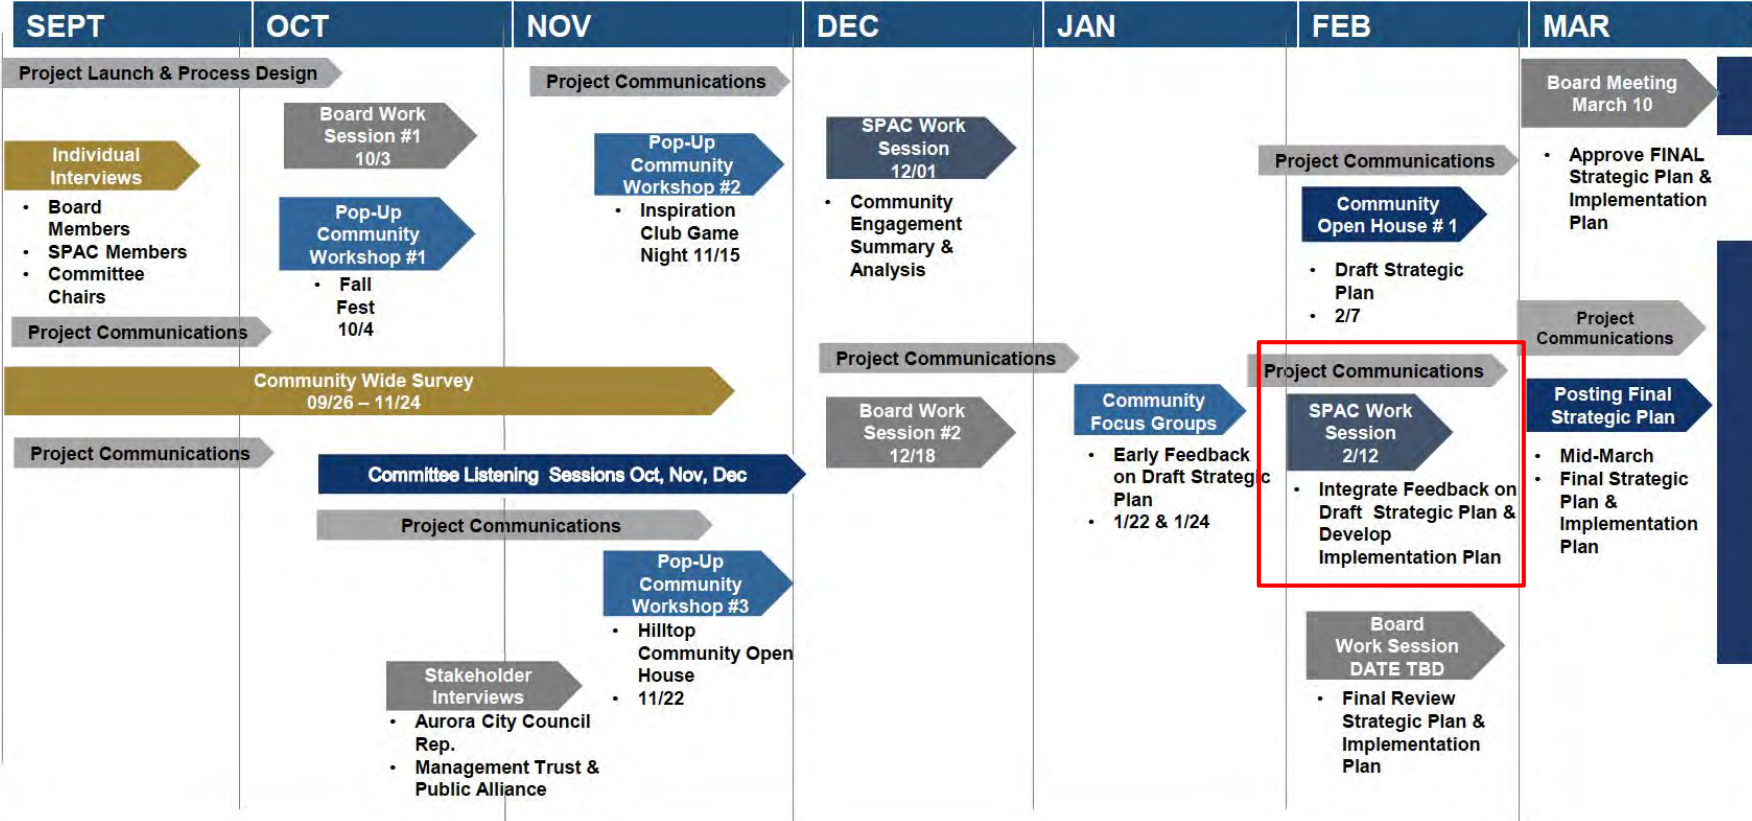 SEPT
OCT
NOV
DEC
JAN
FEB
MAR
Project Launch & Process Design
Individual
Interviews
• Board
Members
• SPAC Members
• Committee
Chairs
Project Communications
Community Wide Survey
09/26 – 11/24
Project Communications
Board Work
Session #1
10/3
Pop-Up
Community
Workshop #1
• Fall
Fest
10/4
Committee Listening Sessions Oct, Nov, Dec
Project Communications
Stakeholder
Interviews
• Aurora City Council
Rep.
• Management Trust &
Public Alliance
Project Communications
Pop-Up
Community
Workshop #2
• Inspiration
Club Game
Night 11/15
Pop-Up
Community
Workshop #3
• Hilltop
Community Open
House
• 11/22
SPAC Work
Session
12/01
• Community
Engagement
Summary &
Analysis
Project Communications
Board Work
Session #2
12/18
Community
Focus Groups
• Early Feedback
on Draft Strategic
Plan
• 1/22 & 1/24
Project Communications
Community
Open House # 1
• Draft Strategic
Plan
• 2/7
Project Communications
SPAC Work
Session
2/12
• Integrate Feedback on
Draft Strategic Plan &
Develop
Implementation Plan
Board
Work Session
DATE TBD
• Final Review
Strategic Plan &
Implementation
Plan
Board Meeting
March 10
• Approve FINAL
Strategic Plan &
Implementation
Plan
Project
Communications
Posting Final
Strategic Plan
• Mid-March
• Final Strategic
Plan &
Implementation
Plan